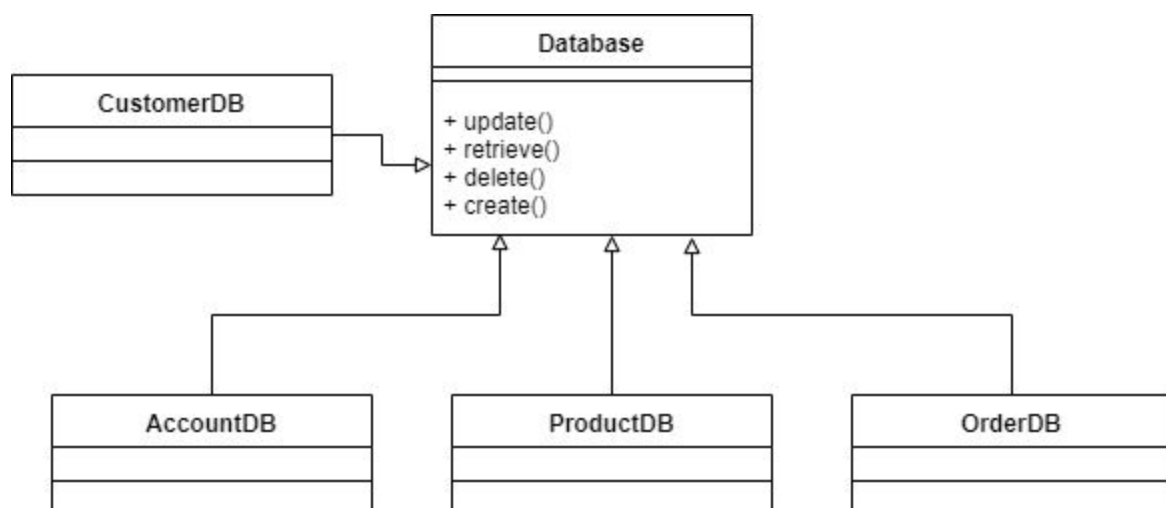 Database
CustomerDB
+ update()
+ retrieve()
+ delete()
+ create()
AccountDB
ProductDB
OrderDB